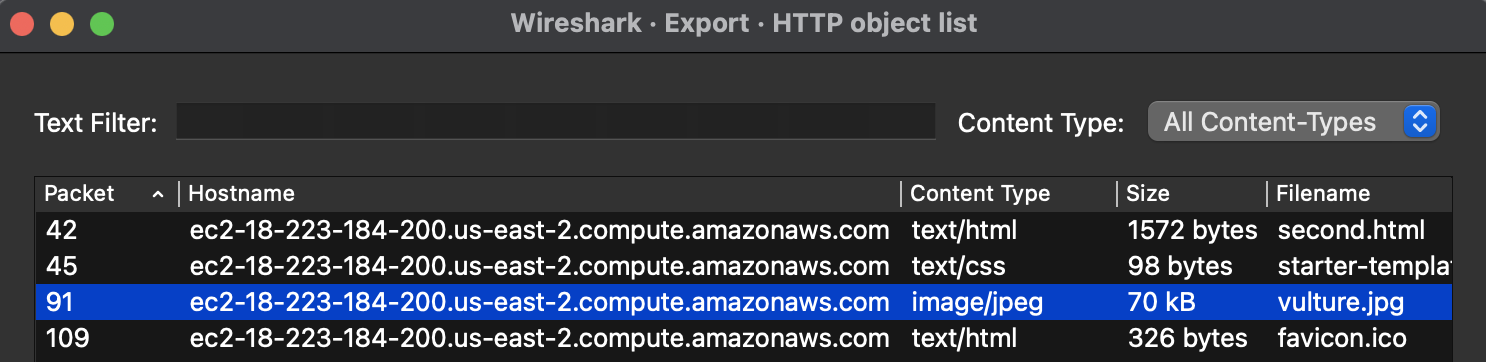 Wireshark · Export · HTTP object list
Text Filter: Content Type: All Content-Types
Packet Hostname Content Type Size Filename
42 ec2-18-223-184-200.us-east-2.compute.amazonaws.com text/html 1572 bytes second.html
45 ec2-18-223-184-200.us-east-2.compute.amazonaws.com text/css 98 bytes starter-templat
91 ec2-18-223-184-200.us-east-2.compute.amazonaws.com image/jpeg 70 kB vulture.jpg
109 ec2-18-223-184-200.us-east-2.compute.amazonaws.com text/html 326 bytes favicon.ico